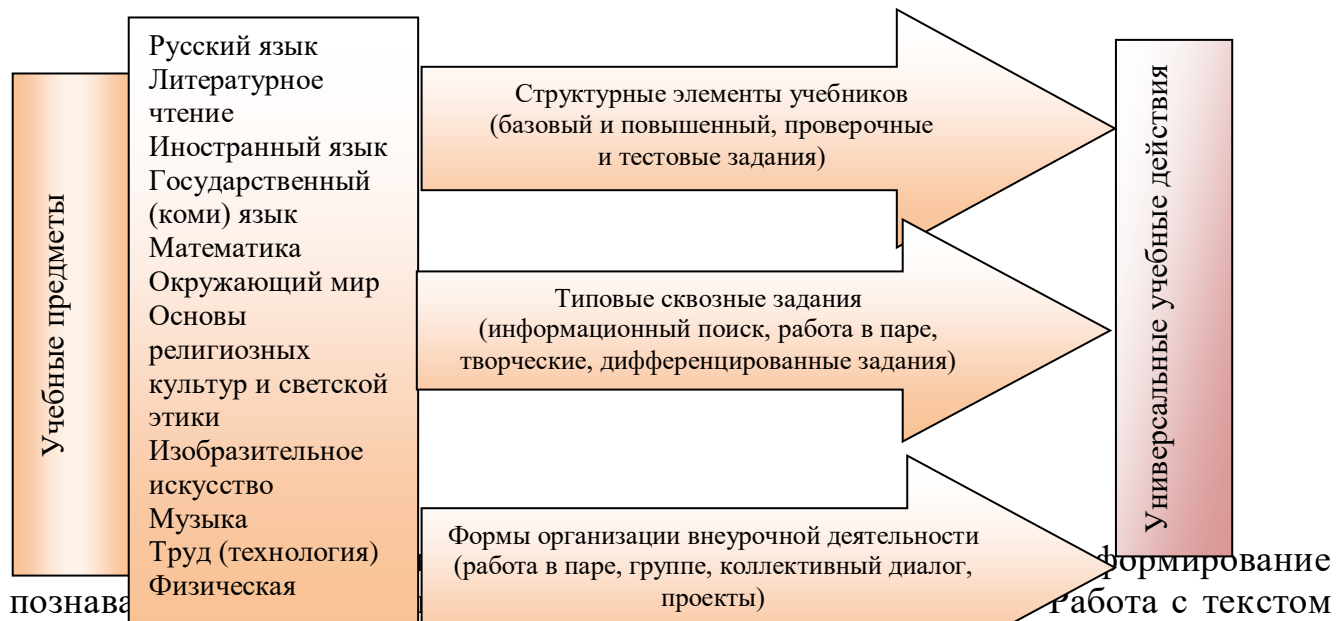 Учебные предметы
Русский язык
Литературное
чтение
Иностранный язык
Государственный
(коми) язык
Математика
Окружающий мир
Основы
религиозных
культур и светской
этики
Изобразительное
искусство
Музыка
Труд (технология)
Физическая
Структурные элементы учебников
(базовый и повышенный, проверочные
и тестовые задания)
Типовые сквозные задания
(информационный поиск, работа в паре,
творческие, дифференцированные задания)
Формы организации внеурочной деятельности
(работа в паре, группе, коллективный диалог,
проекты)
Универсальные учебные действия
формирование
Работа с текстом